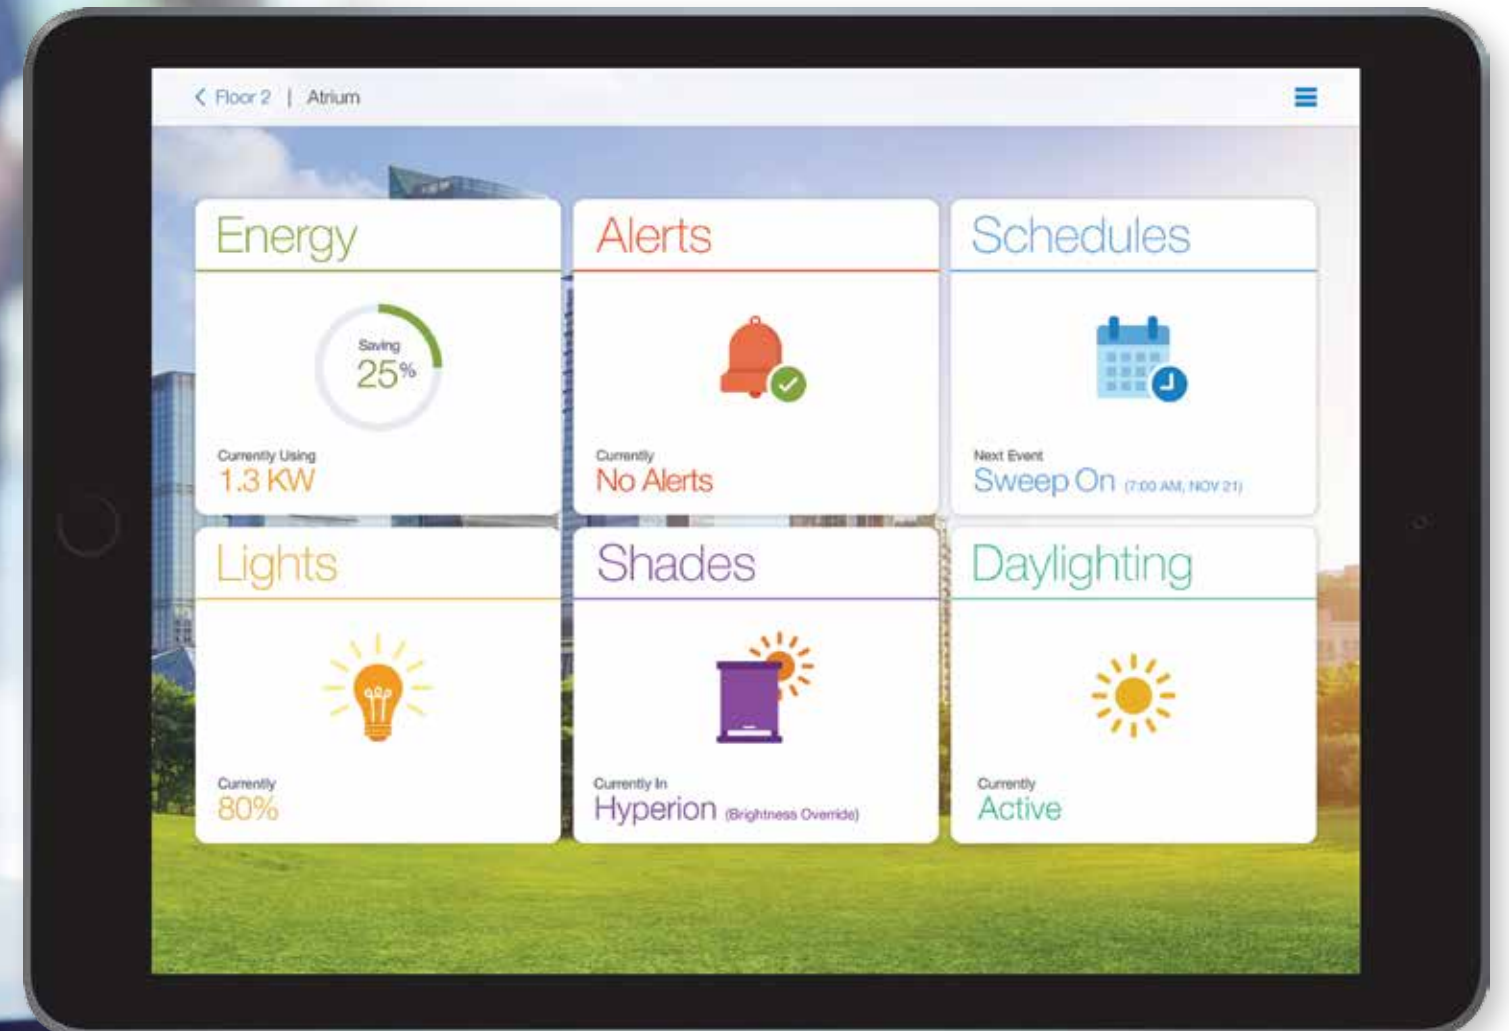 Floor 2 | Atrium
Energy
Saving
25%
Currently Using
1.3 KW
Alerts
Currently
No Alerts
Schedules
Next Event
Sweep On (7:00 AM, NOV 21)
Lights
Currently
80%
Shades
Currently In
Hyperion (Brightness Override)
Daylighting
Currently
Active